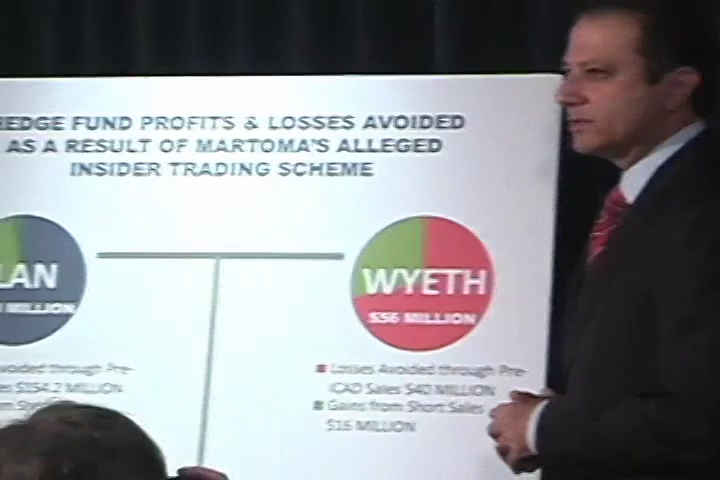 HEDGE FUND PROFITS & LOSSES AVOIDED
AS A RESULT OF MARTOMA'S ALLEGED
INSIDER TRADING SCHEME
LAN
MILLION
WYETH
$56 MILLION
avoided through Pre-
$154.2 MILLION
Losses Avoided through Pre-
ICAD Sales $40 MILLION
Gains from Short Sales
$16 MILLION